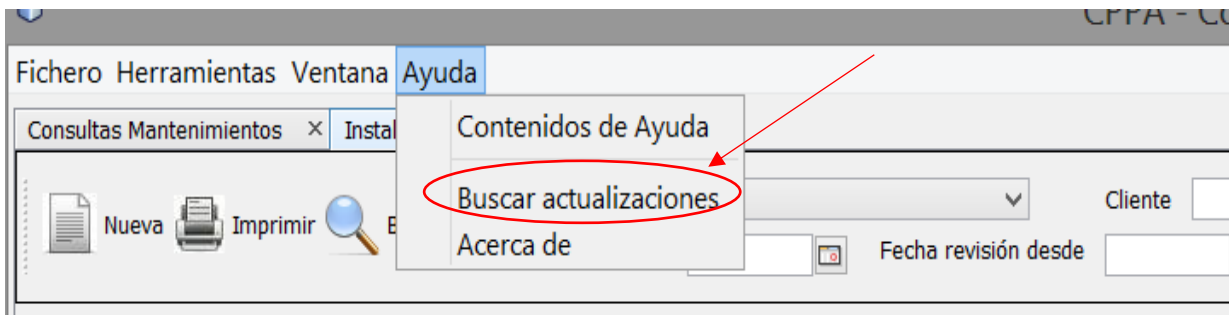 CPPA - Co
Fichero Herramientas Ventana Ayuda
Consultas Mantenimientos × Instal
Contenidos de Ayuda
Buscar actualizaciones
Acerca de
Nueva Imprimir B
Cliente
Fecha revisión desde